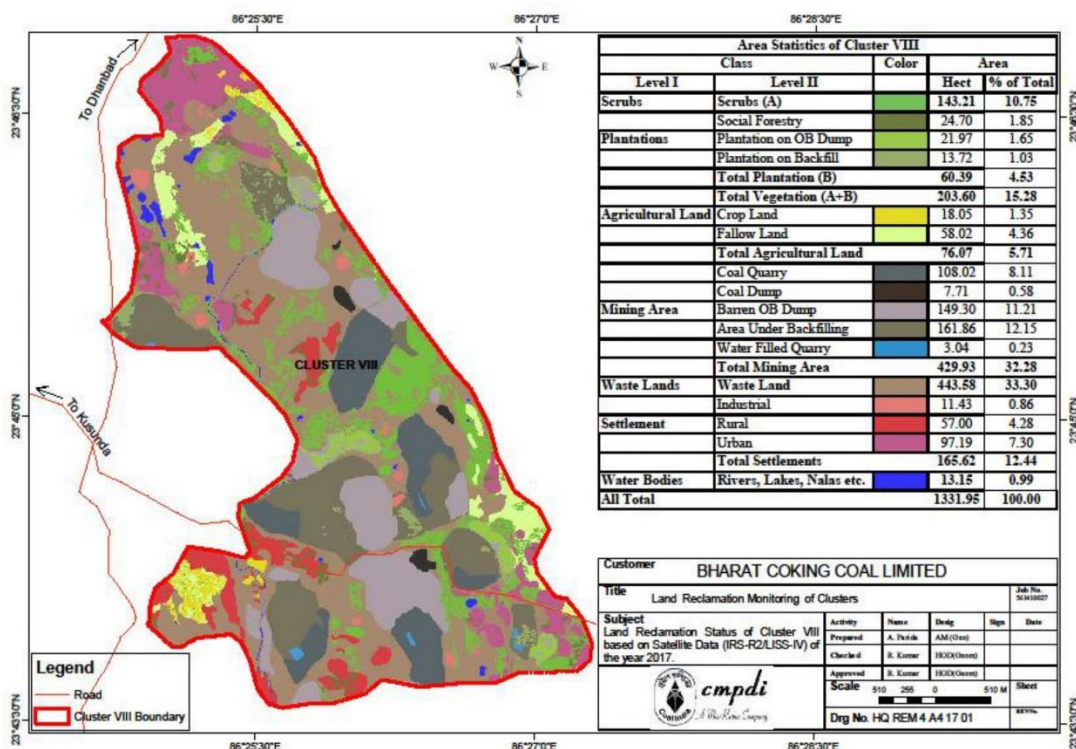 86°25'30"E 86°27'0"E 86°28'30"E
To Dhanbad
N
W E
S
23°46'30"N
23°45'0"N
23°43'30"N
CLUSTER VIII
To Kusunda
Legend
Road
Cluster VIII Boundary
86°25'30"E 86°27'0"E 86°28'30"E
Area Statistics of Cluster VIII
Class Color Area
Level I Level II Hect % of Total
Scrubs Scrubs (A) 143.21 10.75
Social Forestry 24.70 1.85
Plantations Plantation on OB Dump 21.97 1.65
Plantation on Backfill 13.72 1.03
Total Plantation (B) 60.39 4.53
Total Vegetation (A+B) 203.60 15.28
Agricultural Land Crop Land 18.05 1.35
Fallow Land 58.02 4.36
Total Agricultural Land 76.07 5.71
Coal Quarry 108.02 8.11
Coal Dump 7.71 0.58
Mining Area Barren OB Dump 149.30 11.21
Area Under Backfilling 161.86 12.15
Water Filled Quarry 3.04 0.23
Total Mining Area 429.93 32.28
Waste Lands Waste Land 443.58 33.30
Industrial 11.43 0.86
Settlement Rural 57.00 4.28
Urban 97.19 7.30
Total Settlements 165.62 12.44
Water Bodies Rivers, Lakes, Nalas etc. 13.15 0.99
All Total 1331.95 100.00
23°46'30"N
23°45'0"N
23°43'30"N
Customer BHARAT COKING COAL LIMITED
Title Land Reclamation Monitoring of Clusters
Job No.
Subject
Land Reclamation Status of Cluster VIII
based on Satellite Data (IRS-R2/LISS-IV) of
the year 2017.
Activity Name Desig Sign Date
Prepared A. Parida
Checked R. Kumar
Approved R. Kumar
cmpdi
A Mini Ratna Company
Scale 510 255 0 510 M Sheet
Drg No. HQ REM 4 A4 17 01